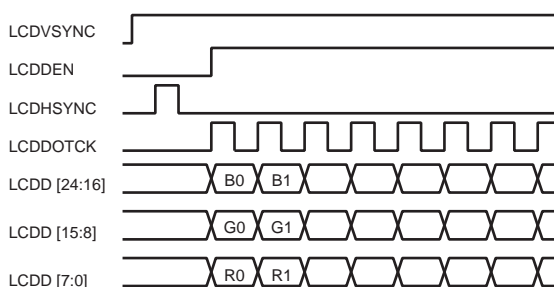 LCDVSYNC
LCDDEN
LCDHSYNC
LCDDOTCK
LCDD [24:16] B0 B1
LCDD [15:8] G0 G1
LCDD [7:0] R0 R1